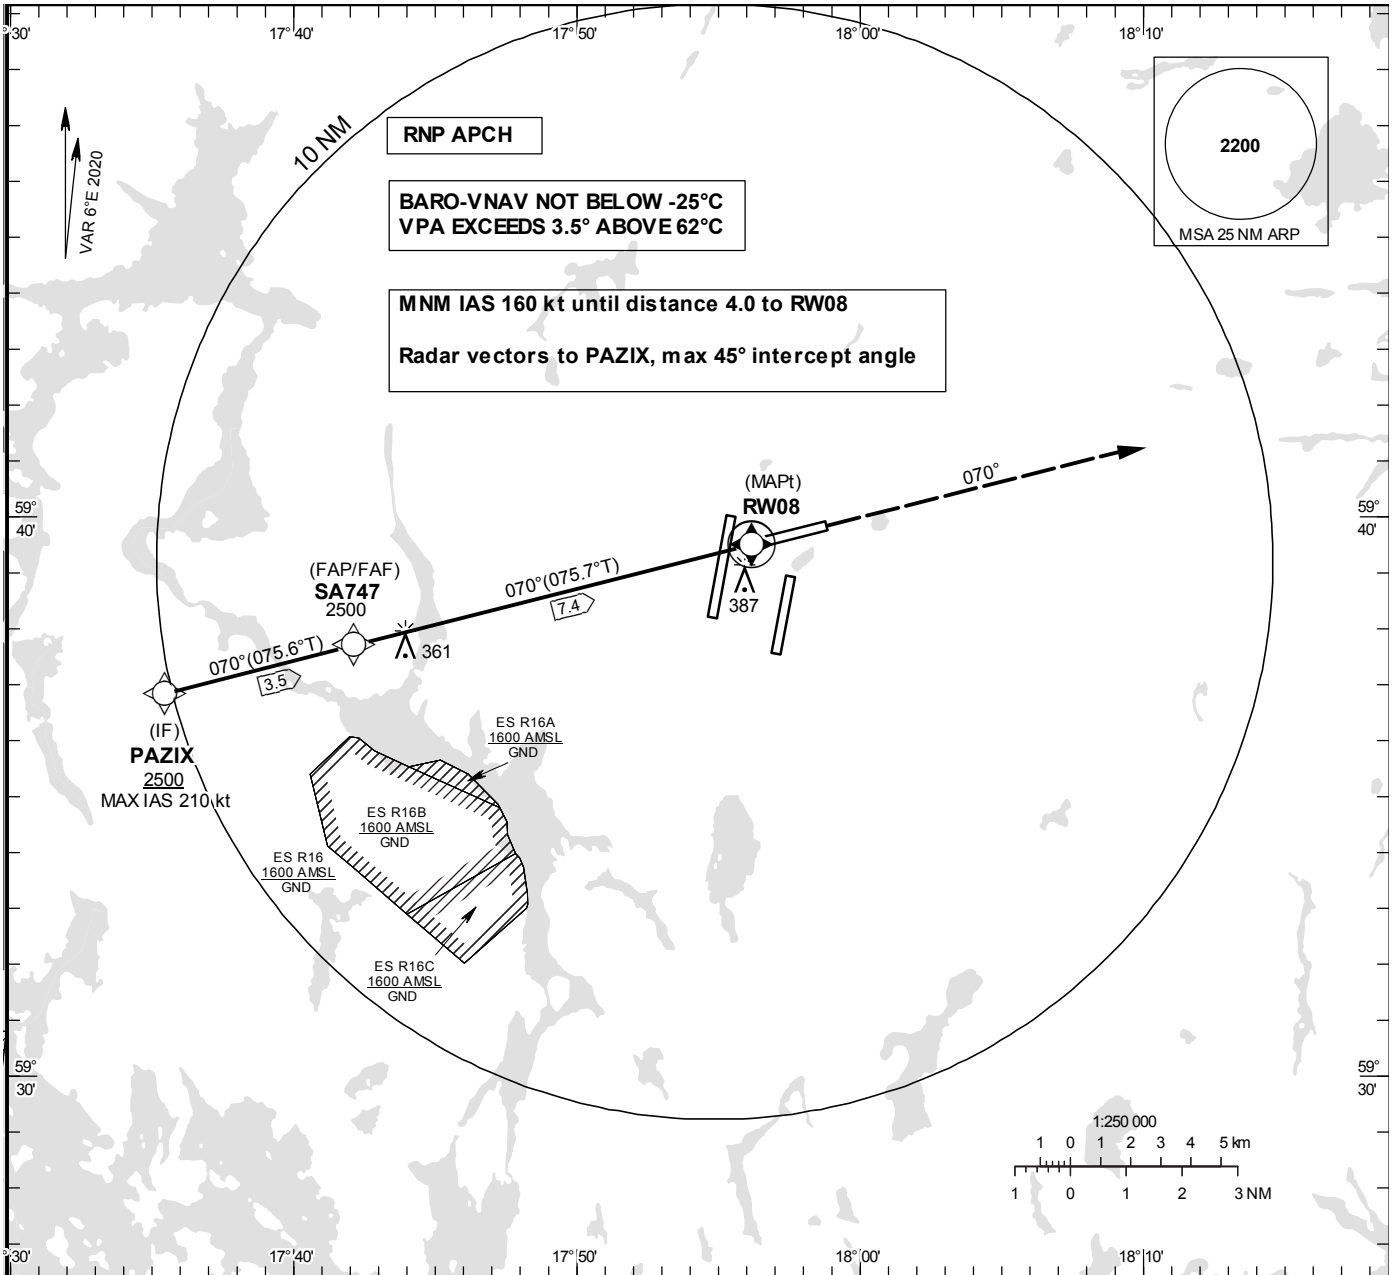 °30'
17°40'
17°50'
18°00'
18°10'
10 NM
VAR 6°E 2020
RNP APCH
BARO-VNAV NOT BELOW -25°C
VPA EXCEEDS 3.5° ABOVE 62°C
MNM IAS 160 kt until distance 4.0 to RW08
Radar vectors to PAZIX, max 45° intercept angle
2200
MSA 25 NM ARP
070°
(MAPt)
RW08
59°
40'
59°
40'
(FAP/FAF)
SA747
2500
070°(075.7°T)
7.4
387
361
070°(075.6°T)
3.5
(IF)
PAZIX
2500
MAX IAS 210 kt
ES R16A
1600 AMSL
GND
ES R16B
1600 AMSL
GND
ES R16
1600 AMSL
GND
ES R16C
1600 AMSL
GND
59°
30'
59°
30'
1:250 000
1 0 1 2 3 4 5 km
1 0 1 2 3 NM
°30'
17°40'
17°50'
18°00'
18°10'